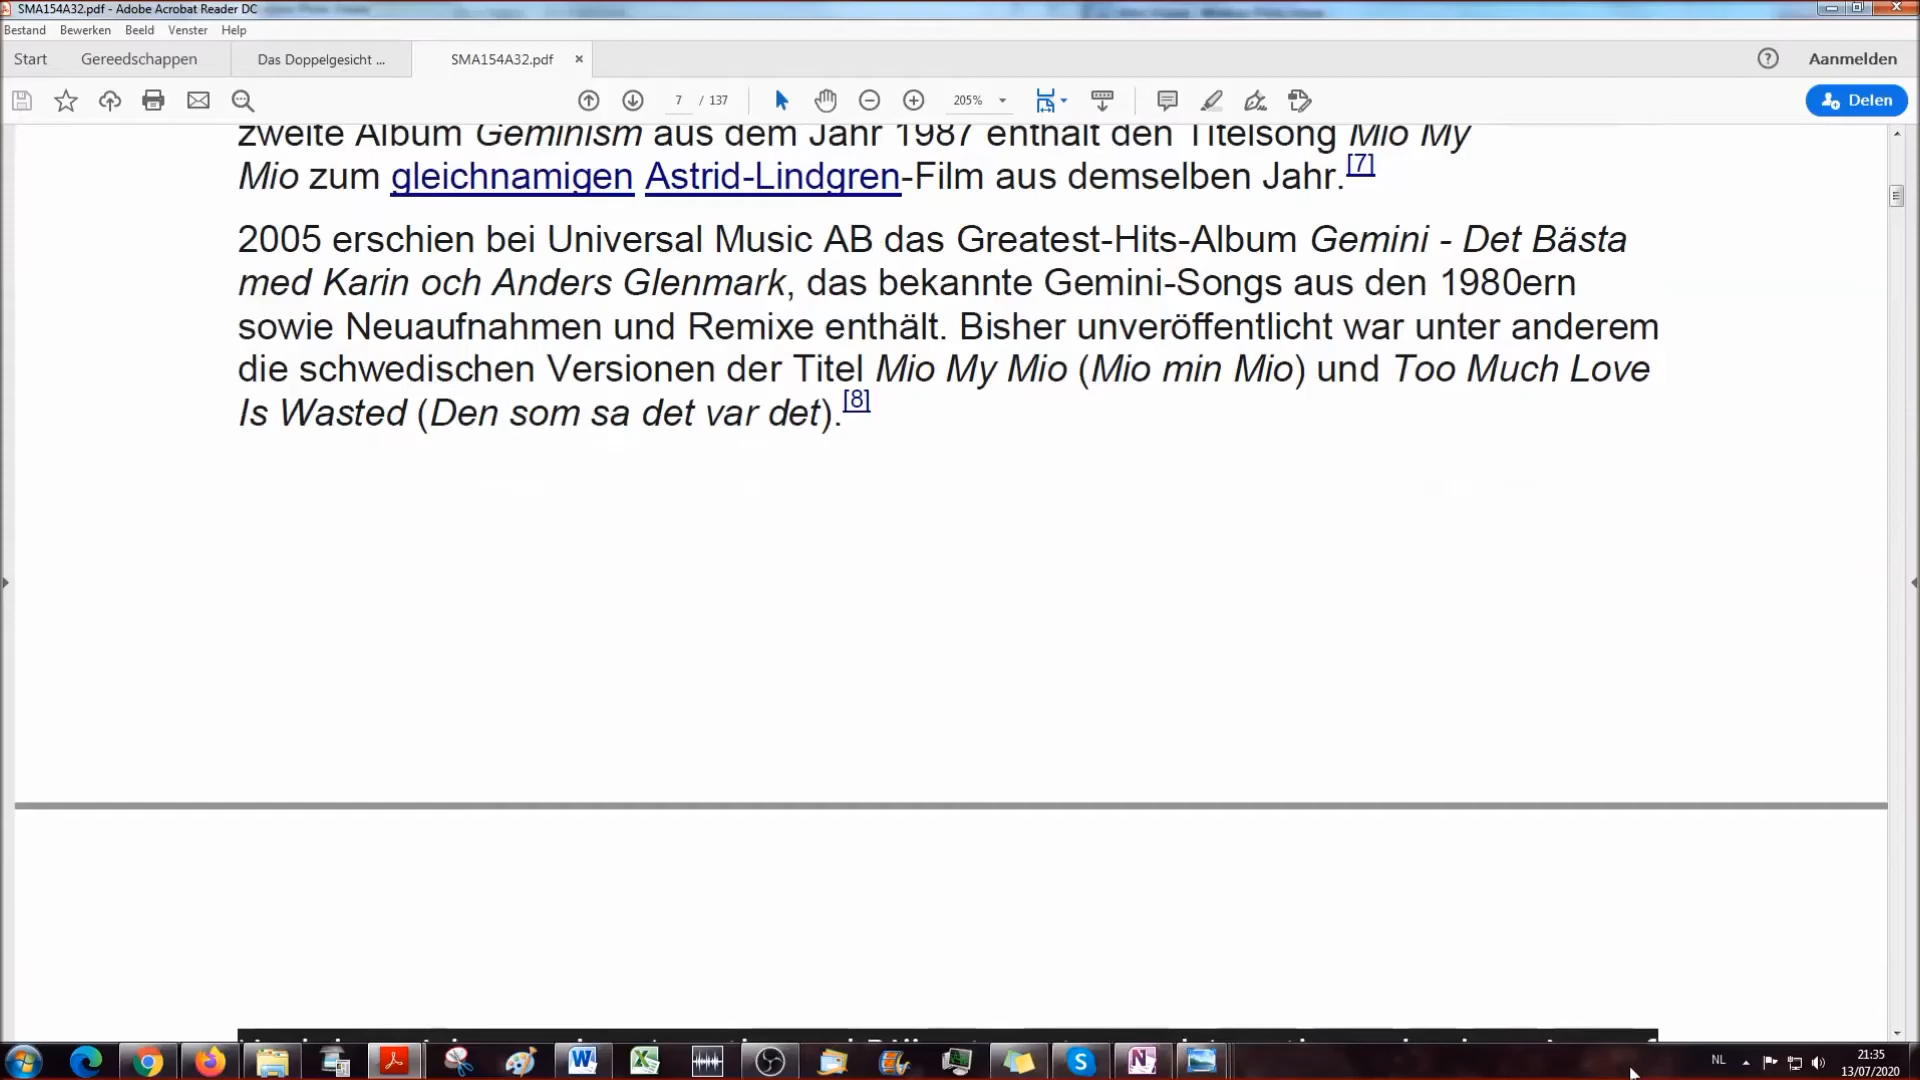 SMA154A32.pdf - Adobe Acrobat Reader DC
Bestand Bewerken Beeld Venster Help
Start Gereedschappen Das Doppelgesicht ... SMA154A32.pdf × Aanmelden
7 / 137 205% Delen
zweite Album Geminism aus dem Jahr 1987 enthält den Titelsong Mio My
Mio zum gleichnamigen Astrid-Lindgren-Film aus demselben Jahr.[7]
2005 erschien bei Universal Music AB das Greatest-Hits-Album Gemini - Det Bästa
med Karin och Anders Glenmark, das bekannte Gemini-Songs aus den 1980ern
sowie Neuaufnahmen und Remixe enthält. Bisher unveröffentlicht war unter anderem
die schwedischen Versionen der Titel Mio My Mio (Mio min Mio) und Too Much Love
Is Wasted (Den som sa det var det).[8]
NL 21:35
13/07/2020